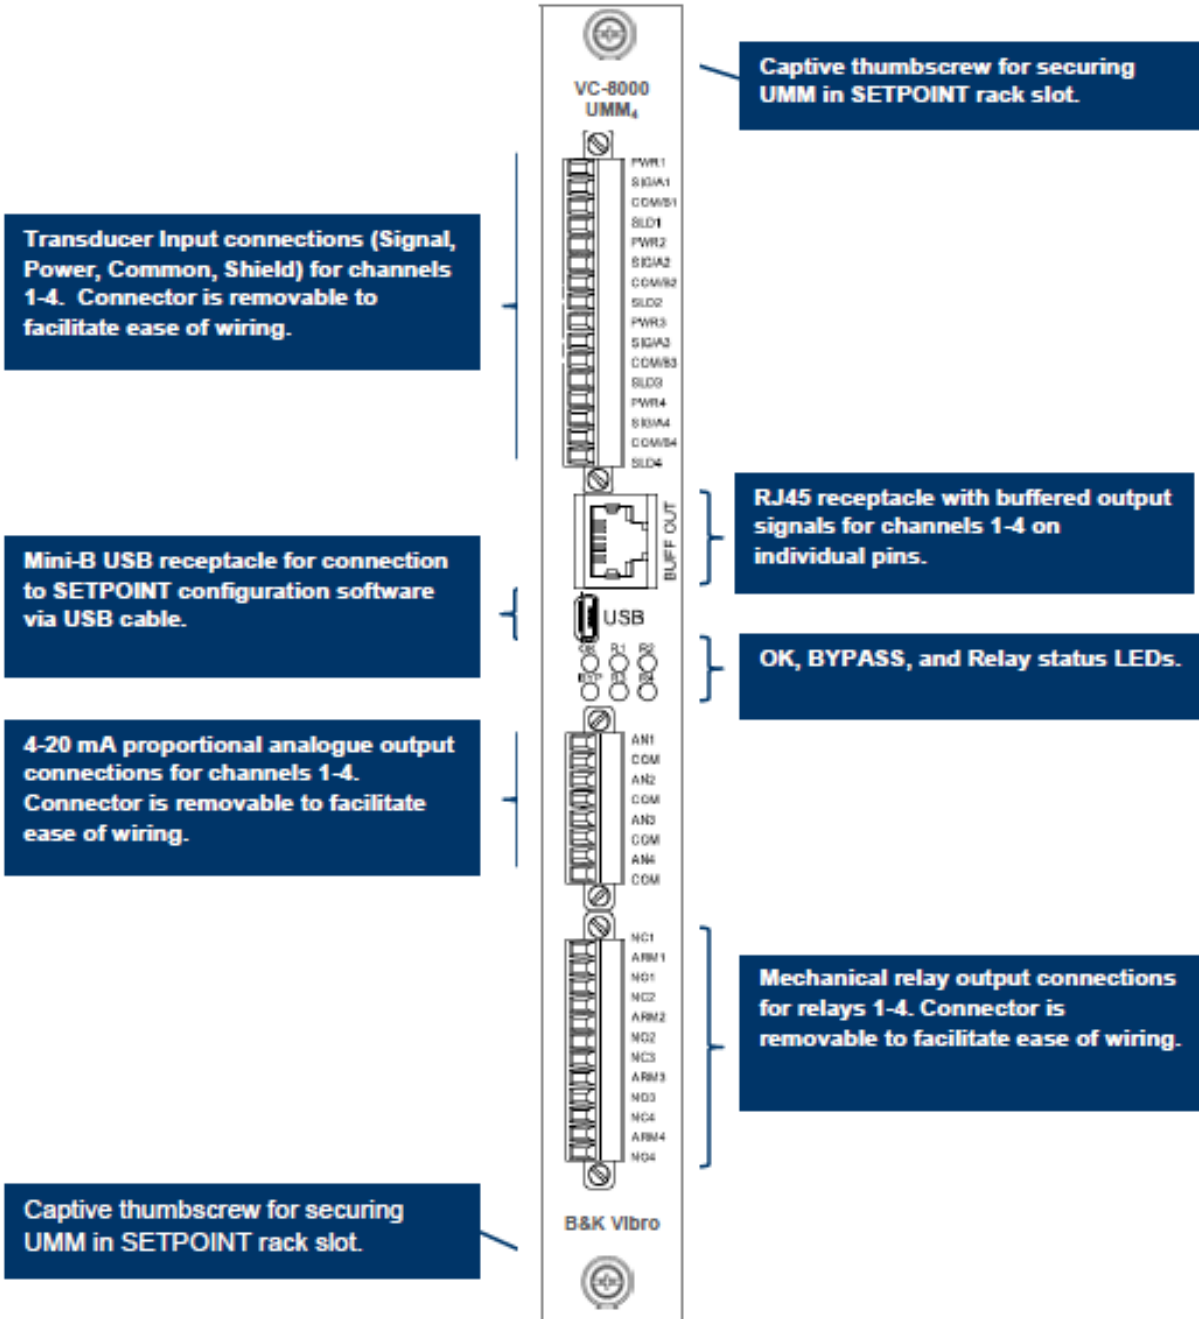 VC-8000
UMM₄
Captive thumbscrew for securing
UMM in SETPOINT rack slot.
Transducer Input connections (Signal,
Power, Common, Shield) for channels
1-4. Connector is removable to
facilitate ease of wiring.
PWR1
SIG/A1
COM/B1
SLD1
PWR2
SIG/A2
COM/B2
SLD2
PWR3
SIG/A3
COM/B3
SLD3
PWR4
SIG/A4
COM/B4
SLD4
RJ45 receptacle with buffered output
signals for channels 1-4 on
individual pins.
BUFF OUT
Mini-B USB receptacle for connection
to SETPOINT configuration software
via USB cable.
USB
OK R1 R2
OK, BYPASS, and Relay status LEDs.
4-20 mA proportional analogue output
connections for channels 1-4.
Connector is removable to facilitate
ease of wiring.
AN1
COM
AN2
COM
AN3
COM
AN4
COM
NC1
ARM1
NO1
NC2
ARM2
NO2
NC3
ARM3
NO3
NC4
ARM4
NO4
Mechanical relay output connections
for relays 1-4. Connector is
removable to facilitate ease of wiring.
Captive thumbscrew for securing
UMM in SETPOINT rack slot.
B&K Vibro